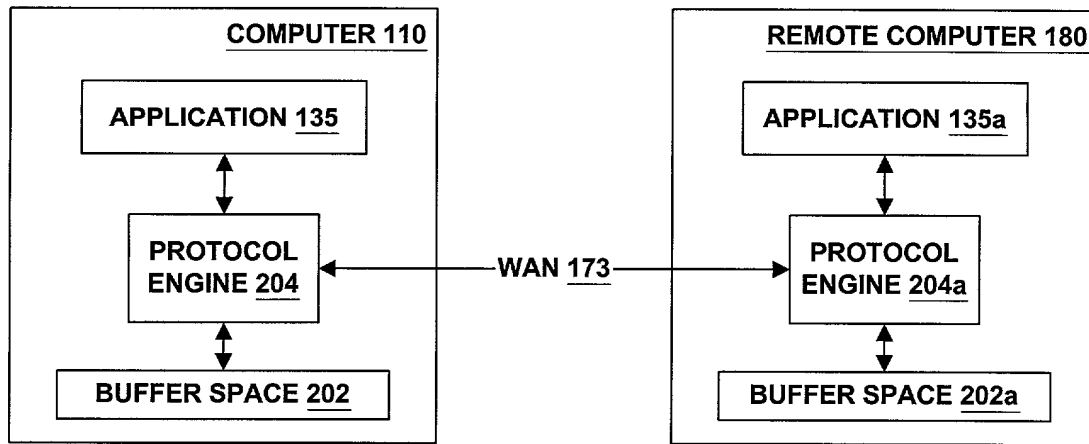 COMPUTER 110
APPLICATION 135
PROTOCOL
ENGINE 204
BUFFER SPACE 202
WAN 173
REMOTE COMPUTER 180
APPLICATION 135a
PROTOCOL
ENGINE 204a
BUFFER SPACE 202a